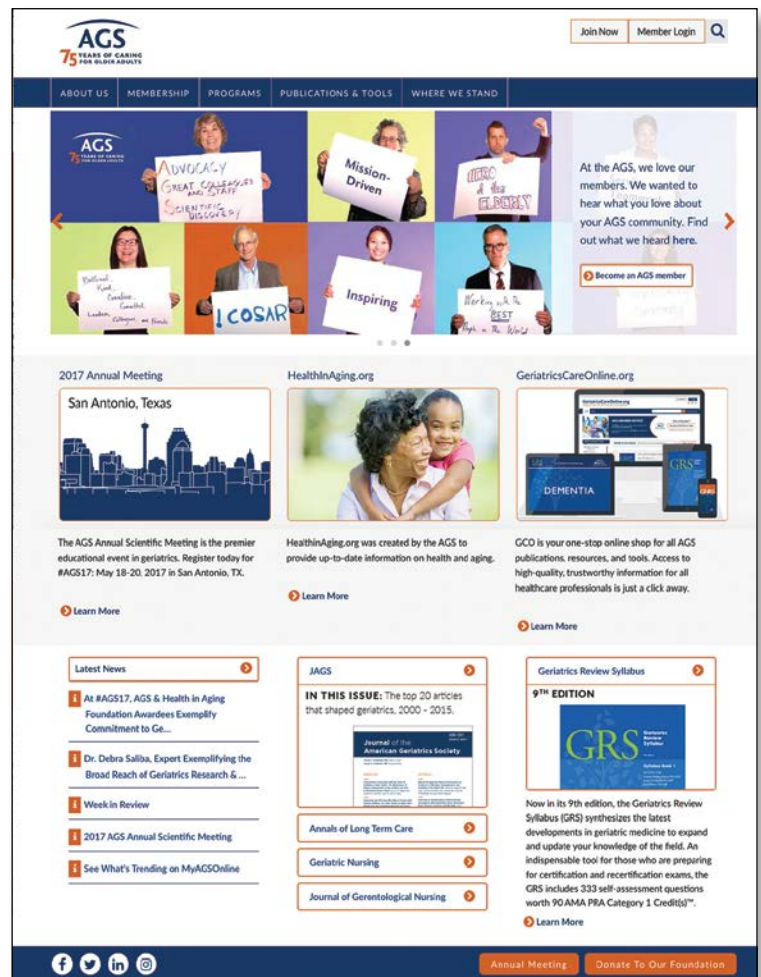 AGS
75 YEARS OF CARING
FOR OLDER ADULTS
Join Now
Member Login
ABOUT US
MEMBERSHIP
PROGRAMS
PUBLICATIONS & TOOLS
WHERE WE STAND
AGS
75 YEARS OF CARING
FOR OLDER ADULTS
ADVOCACY
GREAT COLLEAGUES
AND STAFF
SCIENTIFIC
DISCOVERY
Mission-
Driven
HERO
of the
ELDERLY
Rational,
Kind,
Creative,
Committed
Leaders, Colleagues, and Friends
I COSAR
Inspiring
Working with the
BEST
People in the World
At the AGS, we love our
members. We wanted to
hear what you love about
your AGS community. Find
out what we heard here.
Become an AGS member
2017 Annual Meeting
San Antonio, Texas
The AGS Annual Scientific Meeting is the premier
educational event in geriatrics. Register today for
#AGS17: May 18-20, 2017 in San Antonio, TX.
Learn More
HealthInAging.org
HealthinAging.org was created by the AGS to
provide up-to-date information on health and aging.
Learn More
GeriatricsCareOnline.org
GeriatricsCareOnline.org
DEMENTIA
GRS
GCO is your one-stop online shop for all AGS
publications, resources, and tools. Access to
high-quality, trustworthy information for all
healthcare professionals is just a click away.
Learn More
Latest News
At #AGS17, AGS & Health in Aging
Foundation Awardees Exemplify
Commitment to Ge...
Dr. Debra Saliba, Expert Exemplifying the
Broad Reach of Geriatrics Research & ...
Week in Review
2017 AGS Annual Scientific Meeting
See What's Trending on MyAGSOnline
JAGS
IN THIS ISSUE: The top 20 articles
that shaped geriatrics, 2000 - 2015.
Journal of the
American Geriatrics Society
Annals of Long Term Care
Geriatric Nursing
Journal of Gerontological Nursing
Geriatrics Review Syllabus
9TH EDITION
GRS
Geriatrics
Review
Syllabus
Now in its 9th edition, the Geriatrics Review
Syllabus (GRS) synthesizes the latest
developments in geriatric medicine to expand
and update your knowledge of the field. An
indispensable tool for those who are preparing
for certification and recertification exams, the
GRS includes 333 self-assessment questions
worth 90 AMA PRA Category 1 Credit(s)™.
Learn More
Annual Meeting
Donate To Our Foundation